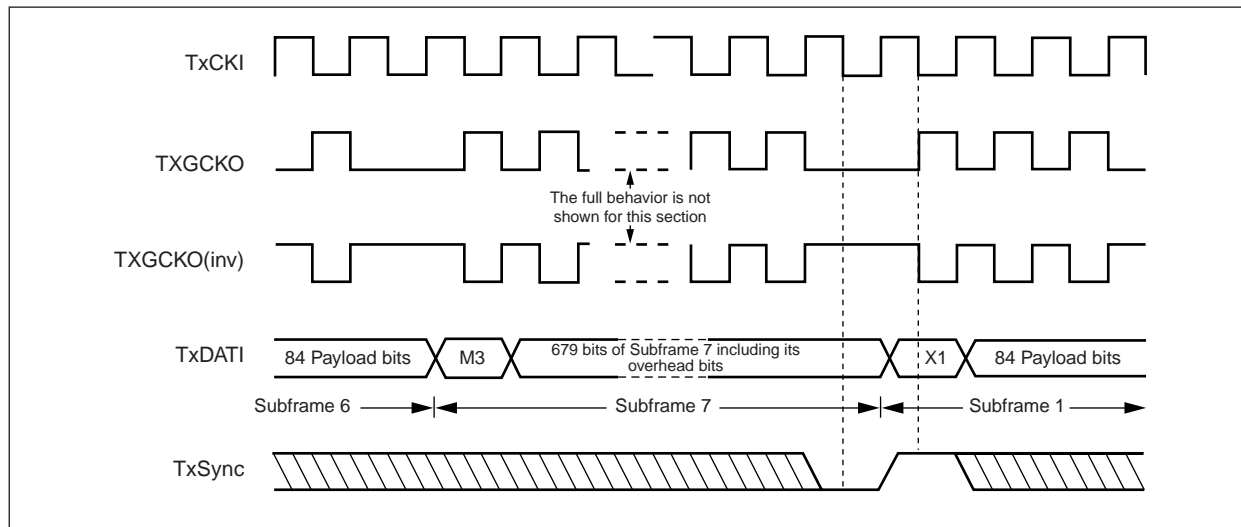 TxCKI
TXGCKO
The full behavior is not
shown for this section
TXGCKO(inv)
TxDATI
84 Payload bits
M3
679 bits of Subframe 7 including its
overhead bits
X1
84 Payload bits
Subframe 6
Subframe 7
Subframe 1
TxSync